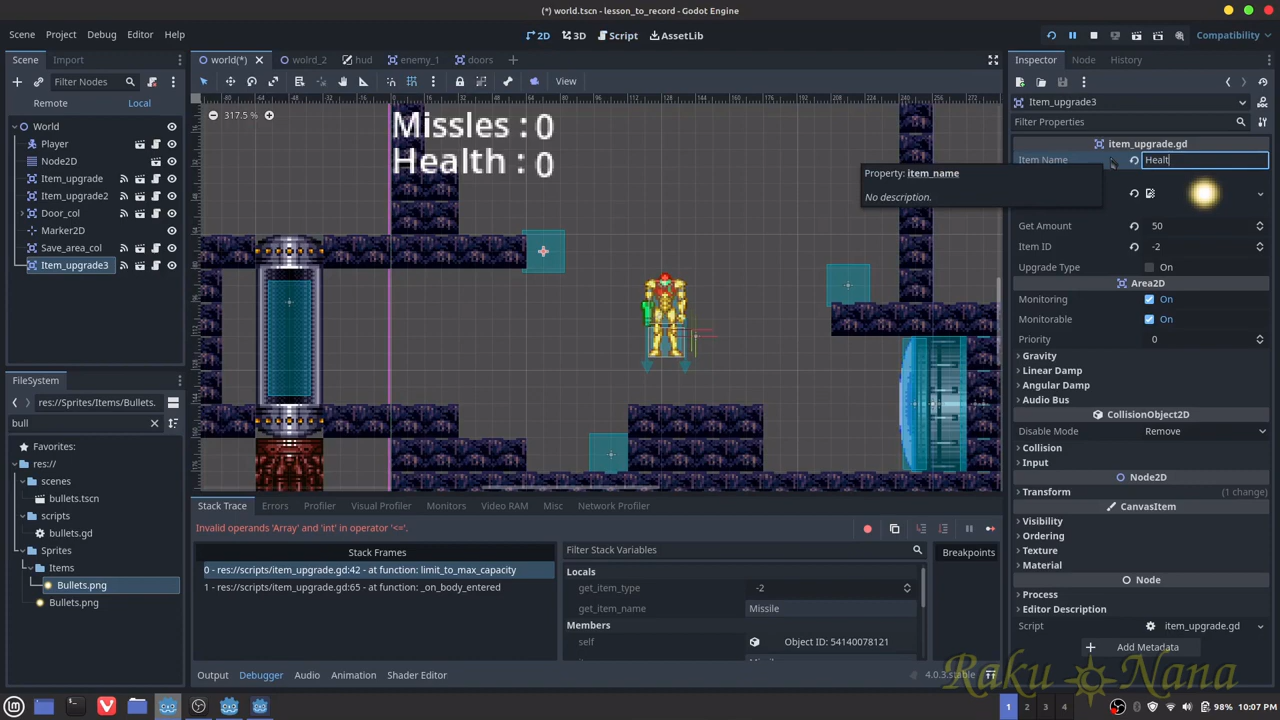 (*) world.tscn - lesson_to_record - Godot Engine
Scene Project Debug Editor Help
2D 3D Script AssetLib
Compatibility
Scene Import
world(*) wolrd_2 hud enemy_1 doors
Inspector Node History
Filter Nodes
View
Remote Local
Item_upgrade3
Filter Properties
World
Player
Node2D
Item_upgrade
Item_upgrade2
Door_col
Marker2D
Save_area_col
Item_upgrade3
317.5 %
Missles : 0
Health : 0
item_upgrade.gd
Item Name Healt
Property: item_name
No description.
Get Amount 50
Item ID -2
Upgrade Type On
Area2D
Monitoring On
Monitorable On
Priority 0
Gravity
Linear Damp
Angular Damp
Audio Bus
CollisionObject2D
Disable Mode Remove
Collision
Input
Node2D
Transform (1 change)
CanvasItem
Visibility
Ordering
Texture
Material
Node
Process
Editor Description
Script item_upgrade.gd
Add Metadata
FileSystem
res://Sprites/Items/Bullets.
bull
Favorites:
res://
scenes
bullets.tscn
scripts
bullets.gd
Sprites
Items
Bullets.png
Bullets.png
Stack Trace Errors Profiler Visual Profiler Monitors Video RAM Misc Network Profiler
Invalid operands 'Array' and 'int' in operator '<='.
Stack Frames
0 - res://scripts/item_upgrade.gd:42 - at function: limit_to_max_capacity
1 - res://scripts/item_upgrade.gd:65 - at function: _on_body_entered
Filter Stack Variables
Breakpoints
Locals
get_item_type -2
get_item_name Missile
Members
self Object ID: 54140078121
Output Debugger Audio Animation Shader Editor
4.0.3.stable
Raku Nana
1 2 3 4
98% 10:07 PM